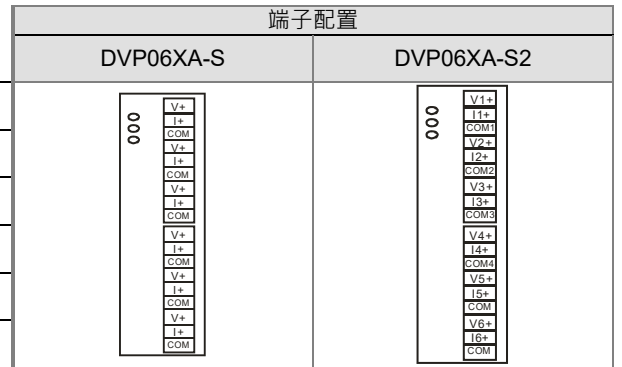 端子配置
DVP06XA-S
DVP06XA-S2
V+
I+
COM
V+
I+
COM
V+
I+
COM
V+
I+
COM
V+
I+
COM
V+
I+
COM
V1+
I1+
COM1
V2+
I2+
COM2
V3+
I3+
COM3
V4+
I4+
COM4
V5+
I5+
COM
V6+
I6+
COM